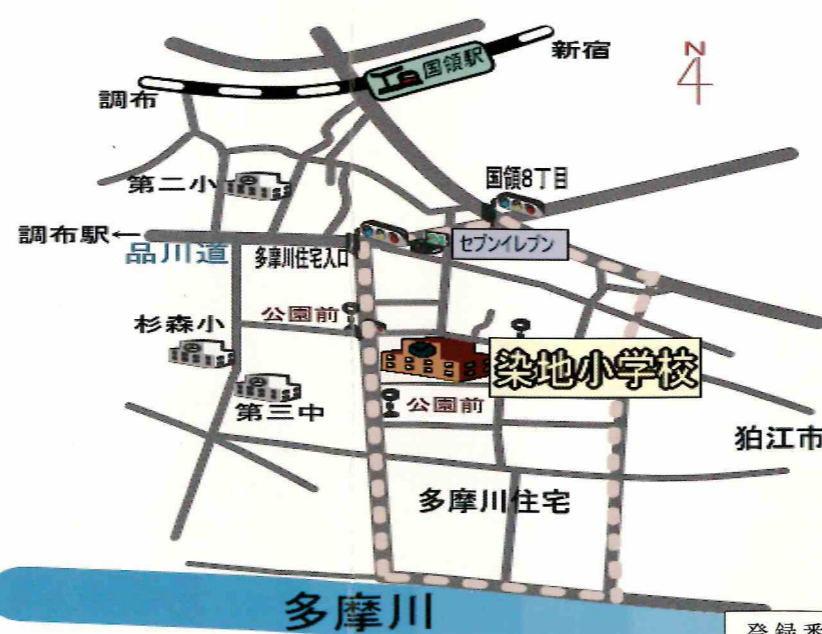 新宿
国領駅
N
調布
第二小
国領8丁目
調布駅←
品川道
多摩川住宅入口
セブンイレブン
公園前
杉森小
染地小学校
第三中
公園前
狛江市
多摩川住宅
多摩川
登録番